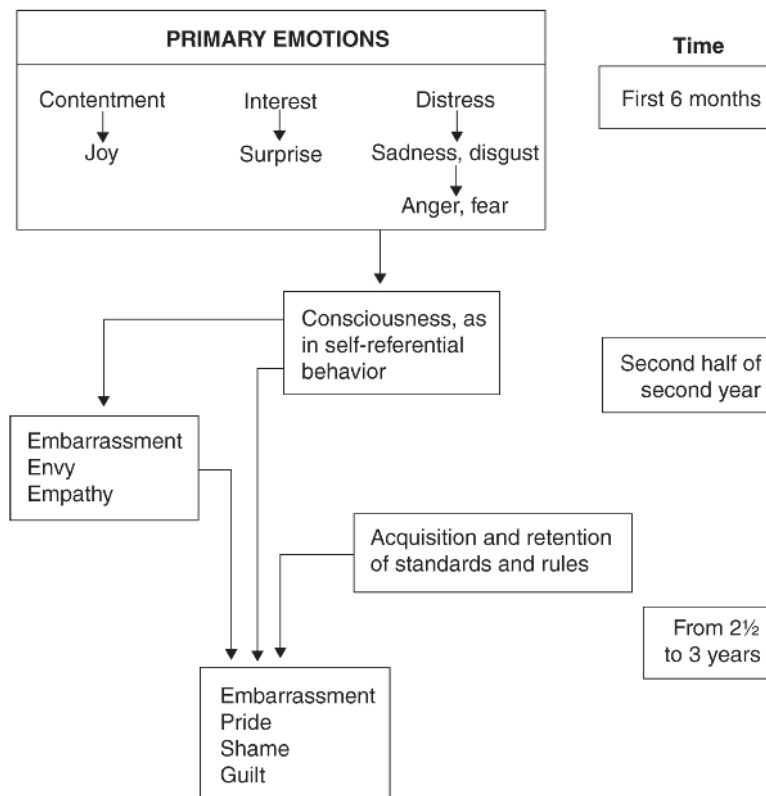 PRIMARY EMOTIONS
Time
Contentment
Interest
Distress
First 6 months
Joy
Surprise
Sadness, disgust
Anger, fear
Consciousness, as
in self-referential
behavior
Second half of
second year
Embarrassment
Envy
Empathy
Acquisition and retention
of standards and rules
From 2½
to 3 years
Embarrassment
Pride
Shame
Guilt